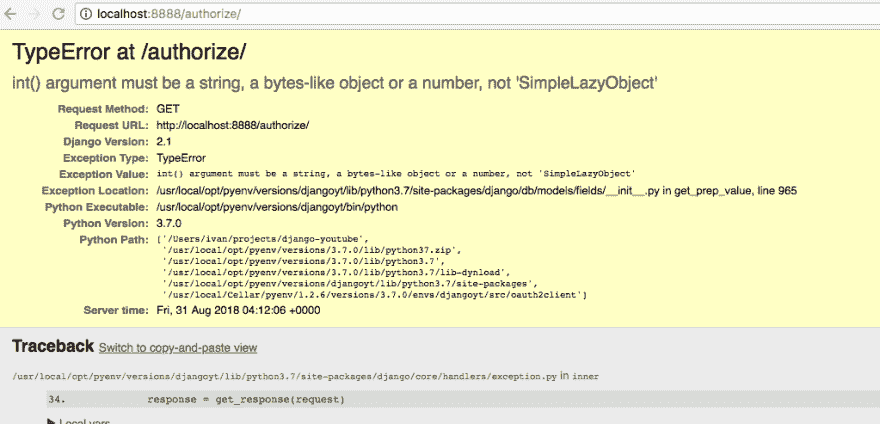 localhost:8888/authorize/
TypeError at /authorize/
int() argument must be a string, a bytes-like object or a number, not 'SimpleLazyObject'
Request Method: GET
Request URL: http://localhost:8888/authorize/
Django Version: 2.1
Exception Type: TypeError
Exception Value: int() argument must be a string, a bytes-like object or a number, not 'SimpleLazyObject'
Exception Location: /usr/local/opt/pyenv/versions/djangoyt/lib/python3.7/site-packages/django/db/models/fields/__init__.py in get_prep_value, line 965
Python Executable: /usr/local/opt/pyenv/versions/djangoyt/bin/python
Python Version: 3.7.0
Python Path: ['/Users/ivan/projects/django-youtube',
'/usr/local/opt/pyenv/versions/3.7.0/lib/python37.zip',
'/usr/local/opt/pyenv/versions/3.7.0/lib/python3.7',
'/usr/local/opt/pyenv/versions/3.7.0/lib/python3.7/lib-dynload',
'/usr/local/opt/pyenv/versions/djangoyt/lib/python3.7/site-packages',
'/usr/local/Cellar/pyenv/1.2.6/versions/3.7.0/envs/djangoyt/src/oauth2client']
Server time: Fri, 31 Aug 2018 04:12:06 +0000
Traceback Switch to copy-and-paste view
/usr/local/opt/pyenv/versions/djangoyt/lib/python3.7/site-packages/django/core/handlers/exception.py in inner
34. response = get_response(request)
▶ Local vars